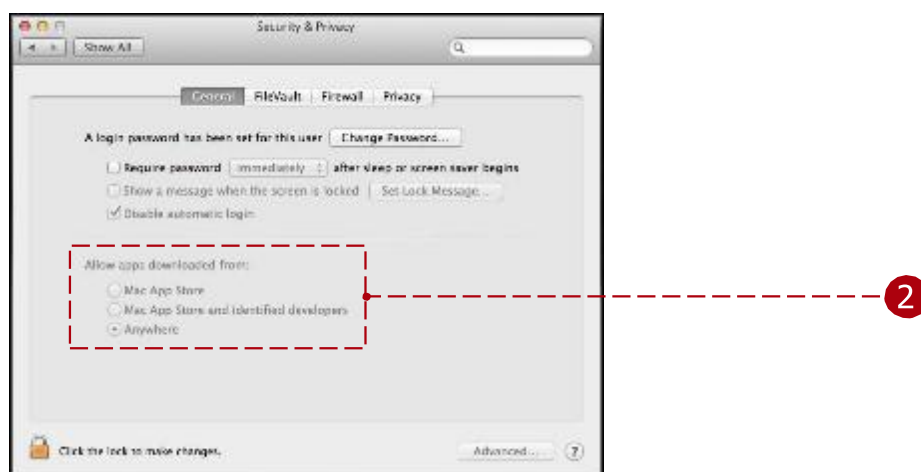 Security & Privacy
Show All
General FileVault Firewall Privacy
A login password has been set for this user Change Password...
Require password immediately after sleep or screen saver begins
Show a message when the screen is locked Set Lock Message...
Disable automatic login
Allow apps downloaded from:
Mac App Store
Mac App Store and identified developers
Anywhere
2
Click the lock to make changes.
Advanced... ?